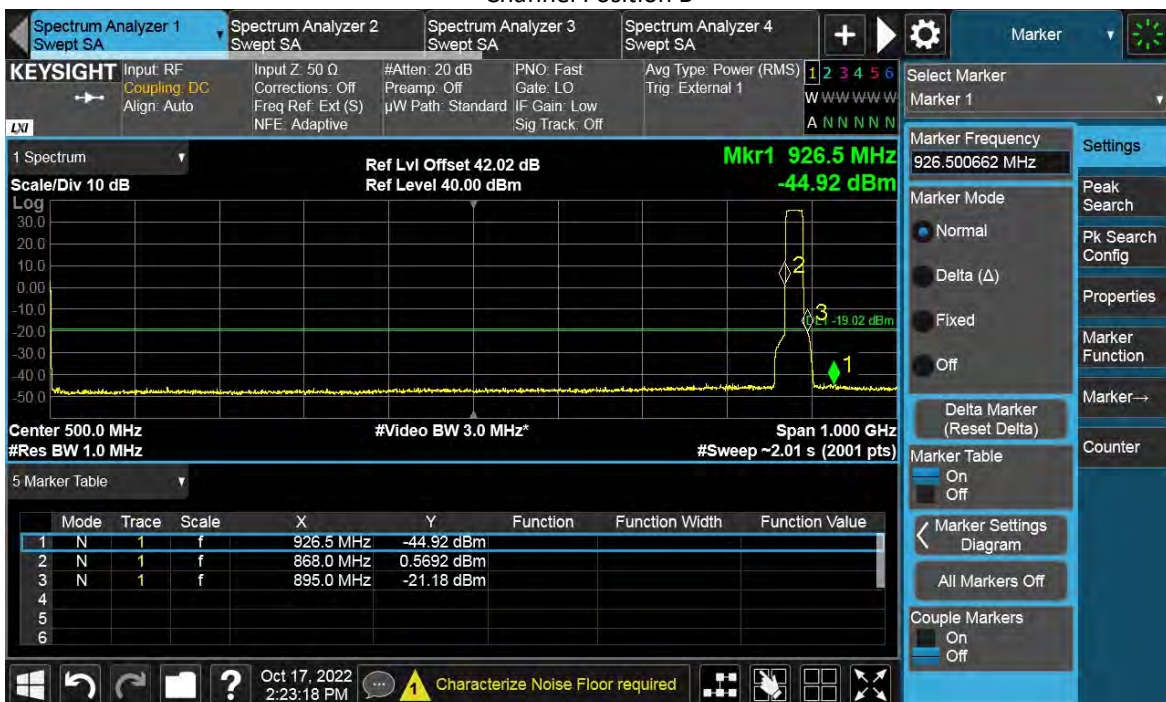 Channel Position B
Spectrum Analyzer 1
Swept SA
Spectrum Analyzer 2
Swept SA
Spectrum Analyzer 3
Swept SA
Spectrum Analyzer 4
Swept SA
+
Marker
KEYSIGHT
LXI
Input: RF
Coupling: DC
Align: Auto
Input Z: 50 Ω
Corrections: Off
Freq Ref: Ext (S)
NFE: Adaptive
#Atten: 20 dB
Preamp: Off
µW Path: Standard
PNO: Fast
Gate: LO
IF Gain: Low
Sig Track: Off
Avg Type: Power (RMS)
Trig: External 1
1 2 3 4 5 6
W W W W W W
A N N N N N
1 Spectrum
Scale/Div 10 dB
Ref Lvl Offset 42.02 dB
Ref Level 40.00 dBm
Mkr1 926.5 MHz
-44.92 dBm
Log
30.0
20.0
10.0
0.00
-10.0
-20.0
-30.0
-40.0
-50.0
2
3
DL1 -19.02 dBm
1
Center 500.0 MHz
#Res BW 1.0 MHz
#Video BW 3.0 MHz*
Span 1.000 GHz
#Sweep ~2.01 s (2001 pts)
5 Marker Table
Mode Trace Scale X Y Function Function Width Function Value
1 N 1 f 926.5 MHz -44.92 dBm
2 N 1 f 868.0 MHz 0.5692 dBm
3 N 1 f 895.0 MHz -21.18 dBm
4
5
6
?
Oct 17, 2022
2:23:18 PM
1
Characterize Noise Floor required
Select Marker
Marker 1
Marker Frequency
926.500662 MHz
Marker Mode
Normal
Delta (Δ)
Fixed
Off
Delta Marker
(Reset Delta)
Marker Table
On
Off
Marker Settings
Diagram
All Markers Off
Couple Markers
On
Off
Settings
Peak
Search
Pk Search
Config
Properties
Marker
Function
Marker→
Counter